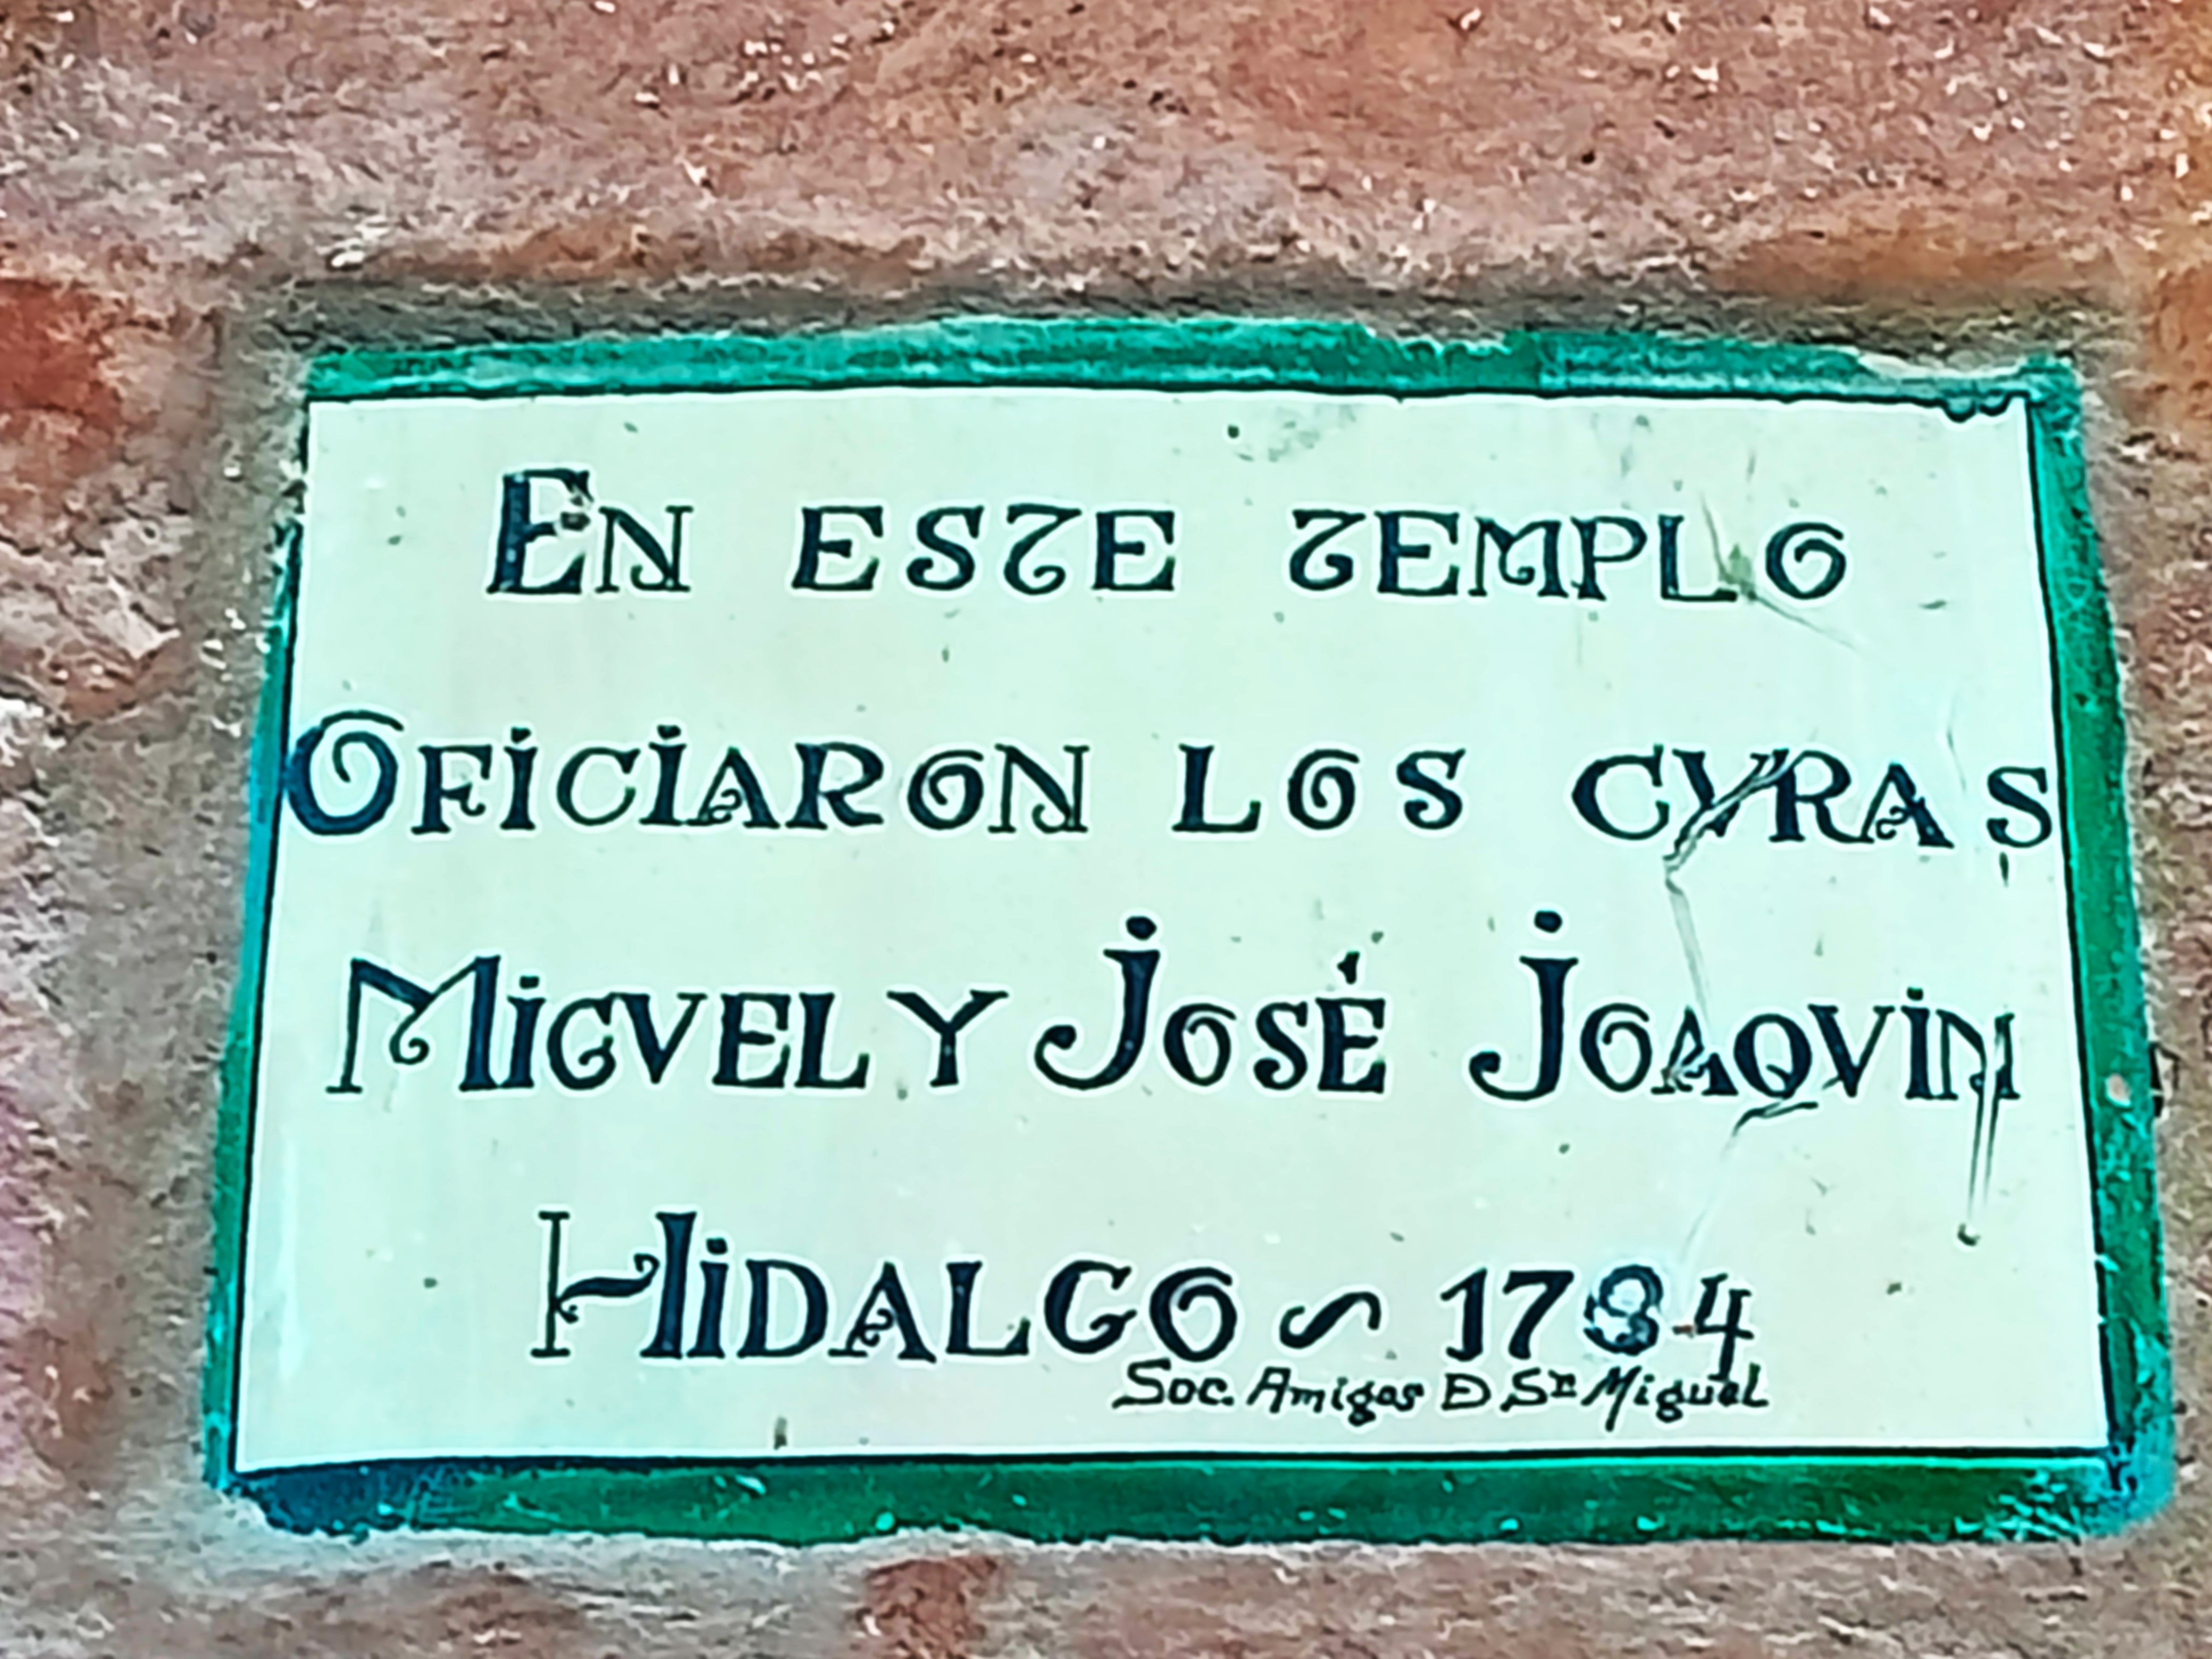 En este templo
Oficiaron los cvras
Migvel y José Joaqvin
Hidalgo ~ 1784
Soc. Amigos D Sn Miguel